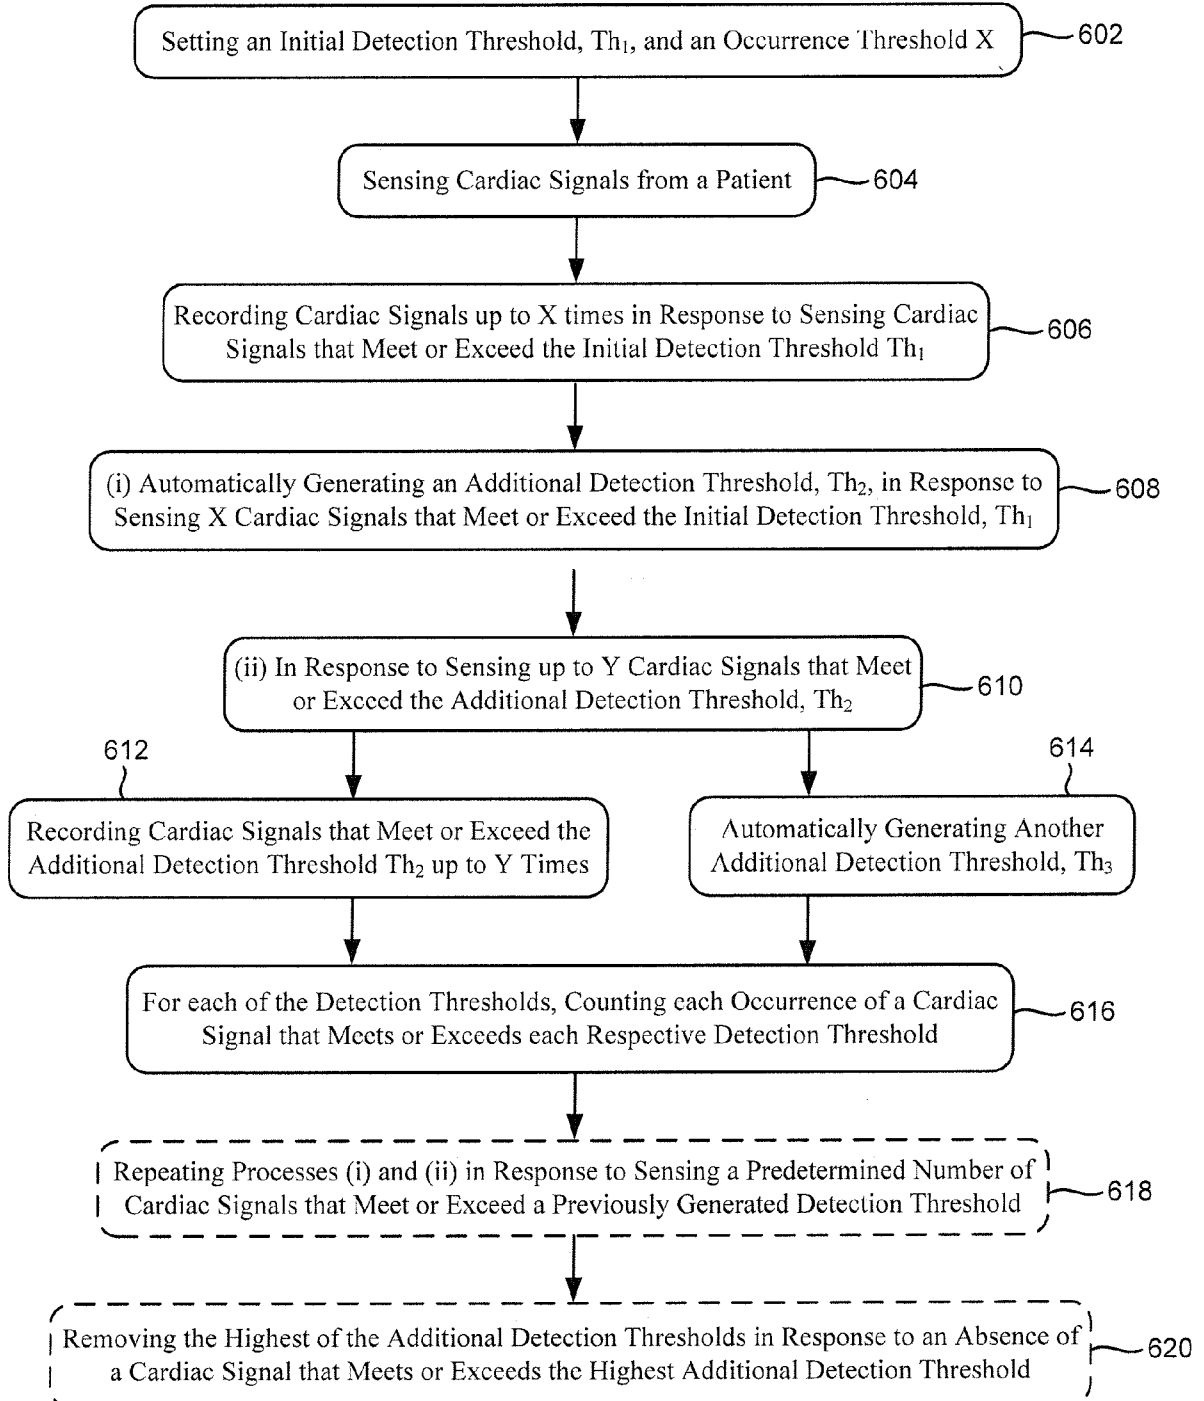 Setting an Initial Detection Threshold, Th₁, and an Occurrence Threshold X
602
Sensing Cardiac Signals from a Patient
604
Recording Cardiac Signals up to X times in Response to Sensing Cardiac
Signals that Meet or Exceed the Initial Detection Threshold Th₁
606
(i) Automatically Generating an Additional Detection Threshold, Th₂, in Response to
Sensing X Cardiac Signals that Meet or Exceed the Initial Detection Threshold, Th₁
608
(ii) In Response to Sensing up to Y Cardiac Signals that Meet
or Exceed the Additional Detection Threshold, Th₂
610
612
Recording Cardiac Signals that Meet or Exceed the
Additional Detection Threshold Th₂ up to Y Times
614
Automatically Generating Another
Additional Detection Threshold, Th₃
For each of the Detection Thresholds, Counting each Occurrence of a Cardiac
Signal that Meets or Exceeds each Respective Detection Threshold
616
Repeating Processes (i) and (ii) in Response to Sensing a Predetermined Number of
Cardiac Signals that Meet or Exceed a Previously Generated Detection Threshold
618
Removing the Highest of the Additional Detection Thresholds in Response to an Absence of
a Cardiac Signal that Meets or Exceeds the Highest Additional Detection Threshold
620